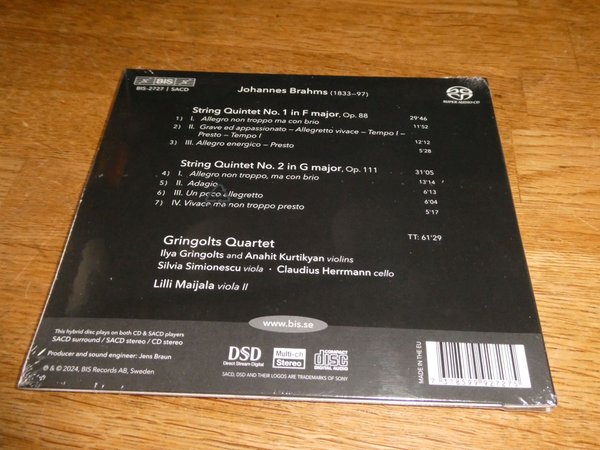 BIS
BIS-2727 | SACD
Johannes Brahms (1833–97)
SUPER AUDIO CD
String Quintet No. 1 in F major, Op. 88 29'46
1) I. Allegro non troppo ma con brio 11'52
2) II. Grave ed appassionato – Allegretto vivace – Tempo I –
Presto – Tempo I 12'12
3) III. Allegro energico – Presto 5'28
String Quintet No. 2 in G major, Op. 111 31'05
4) I. Allegro non troppo, ma con brio 13'14
5) II. Adagio 6'13
6) III. Un poco allegretto 6'04
7) IV. Vivace ma non troppo presto 5'17
TT: 61'29
Gringolts Quartet
Ilya Gringolts and Anahit Kurtikyan violins
Silvia Simionescu viola · Claudius Herrmann cello
Lilli Maijala viola II
www.bis.se
This hybrid disc plays on both CD & SACD players
SACD surround / SACD stereo / CD stereo
Producer and sound engineer: Jens Braun
℗ & © 2024, BIS Records AB, Sweden
DSD
Direct Stream Digital
Multi-ch
Stereo
COMPACT
disc
DIGITAL AUDIO
SACD, DSD AND THEIR LOGOS ARE TRADEMARKS OF SONY
MADE IN THE EU